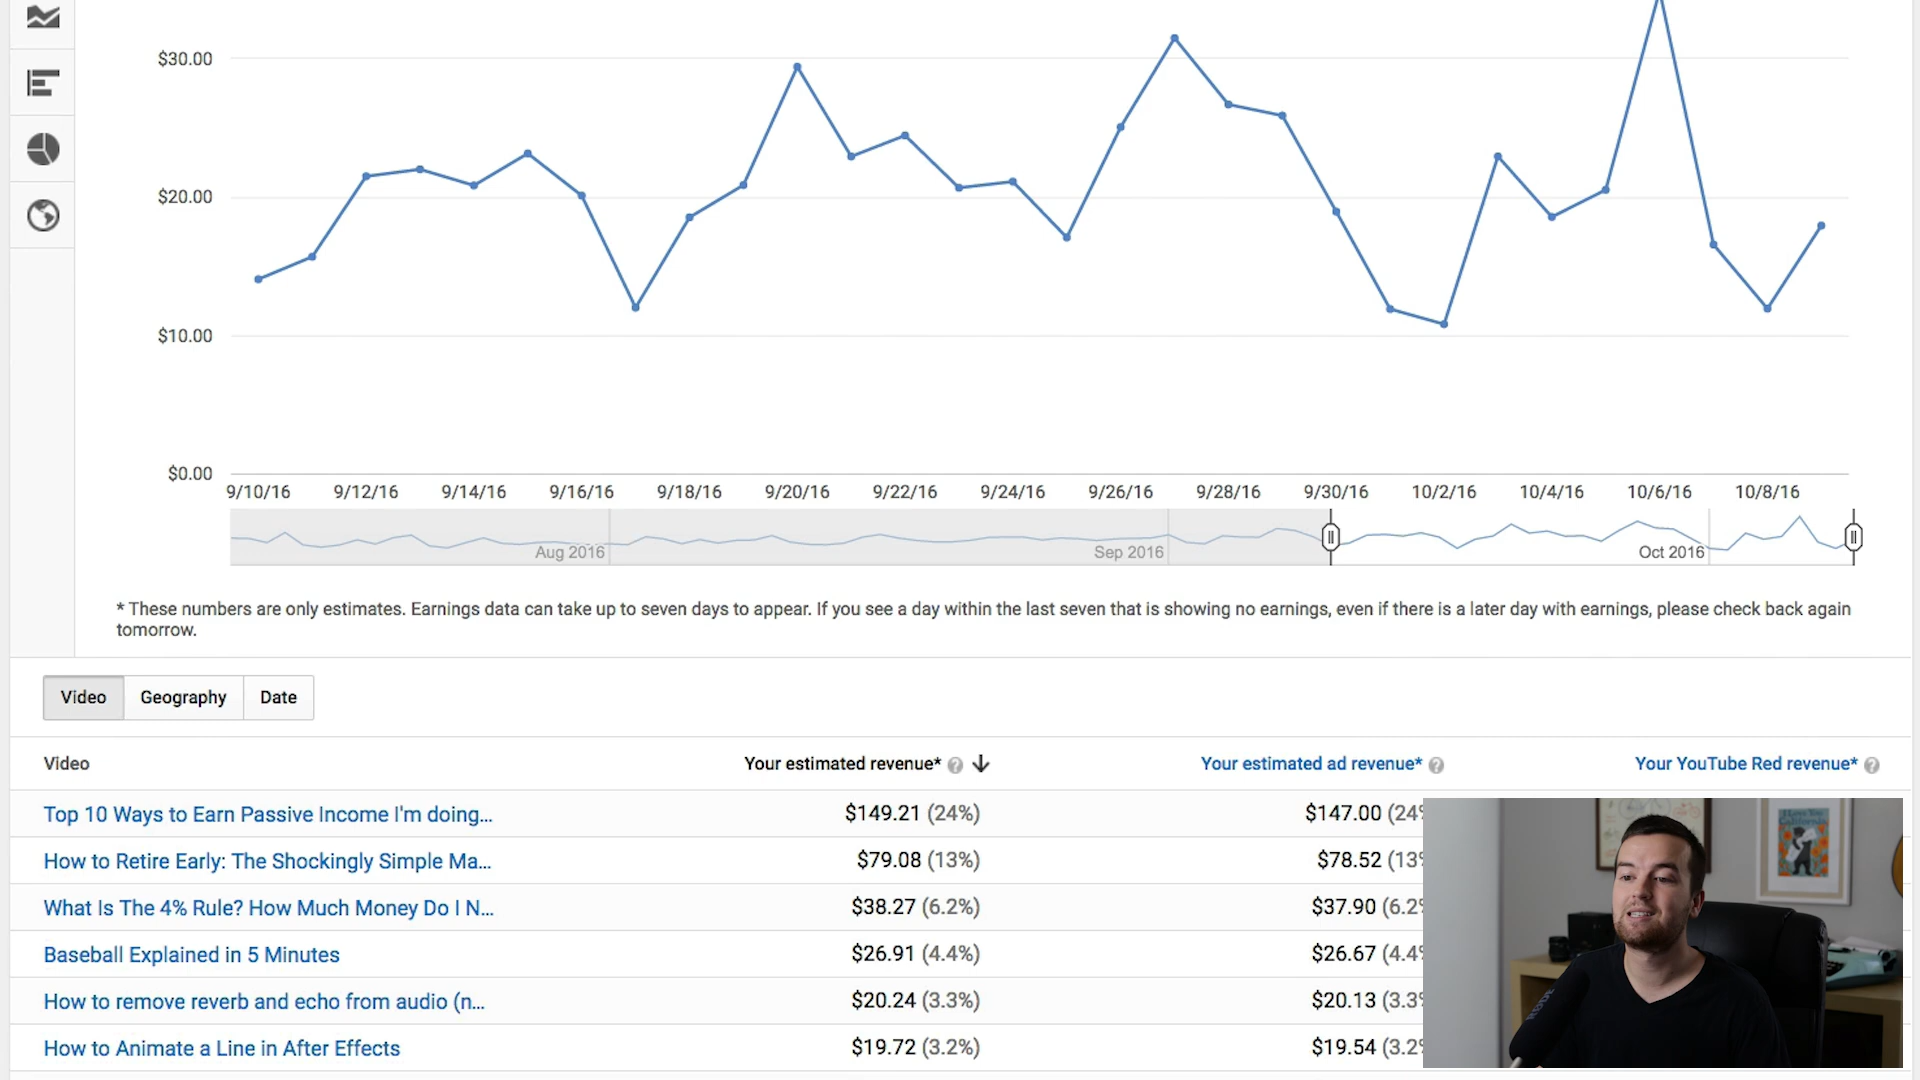 $30.00
$20.00
$10.00
$0.00
9/10/16 9/12/16 9/14/16 9/16/16 9/18/16 9/20/16 9/22/16 9/24/16 9/26/16 9/28/16 9/30/16 10/2/16 10/4/16 10/6/16 10/8/16
Aug 2016 Sep 2016 Oct 2016
* These numbers are only estimates. Earnings data can take up to seven days to appear. If you see a day within the last seven that is showing no earnings, even if there is a later day with earnings, please check back again
tomorrow.
Video Geography Date
Video Your estimated revenue* ? Your estimated ad revenue* ? Your YouTube Red revenue* ?
Top 10 Ways to Earn Passive Income I'm doing... $149.21 (24%) $147.00 (24%
How to Retire Early: The Shockingly Simple Ma... $79.08 (13%) $78.52 (13%
What Is The 4% Rule? How Much Money Do I N... $38.27 (6.2%) $37.90 (6.2%
Baseball Explained in 5 Minutes $26.91 (4.4%) $26.67 (4.4%
How to remove reverb and echo from audio (n... $20.24 (3.3%) $20.13 (3.3%
How to Animate a Line in After Effects $19.72 (3.2%) $19.54 (3.2%
I Love You
California
RODE